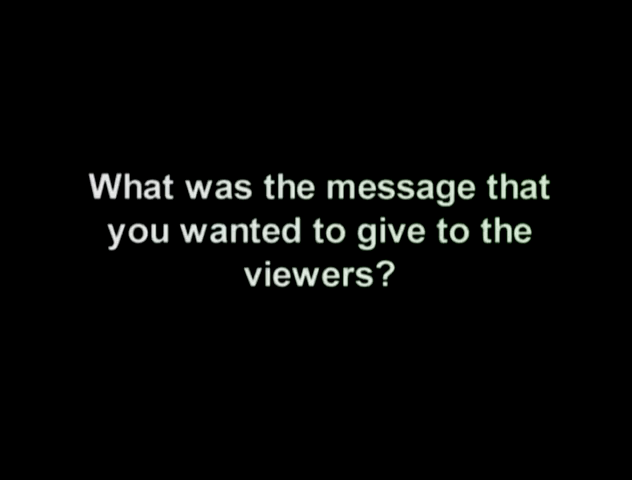 What was the message that
you wanted to give to the
viewers?